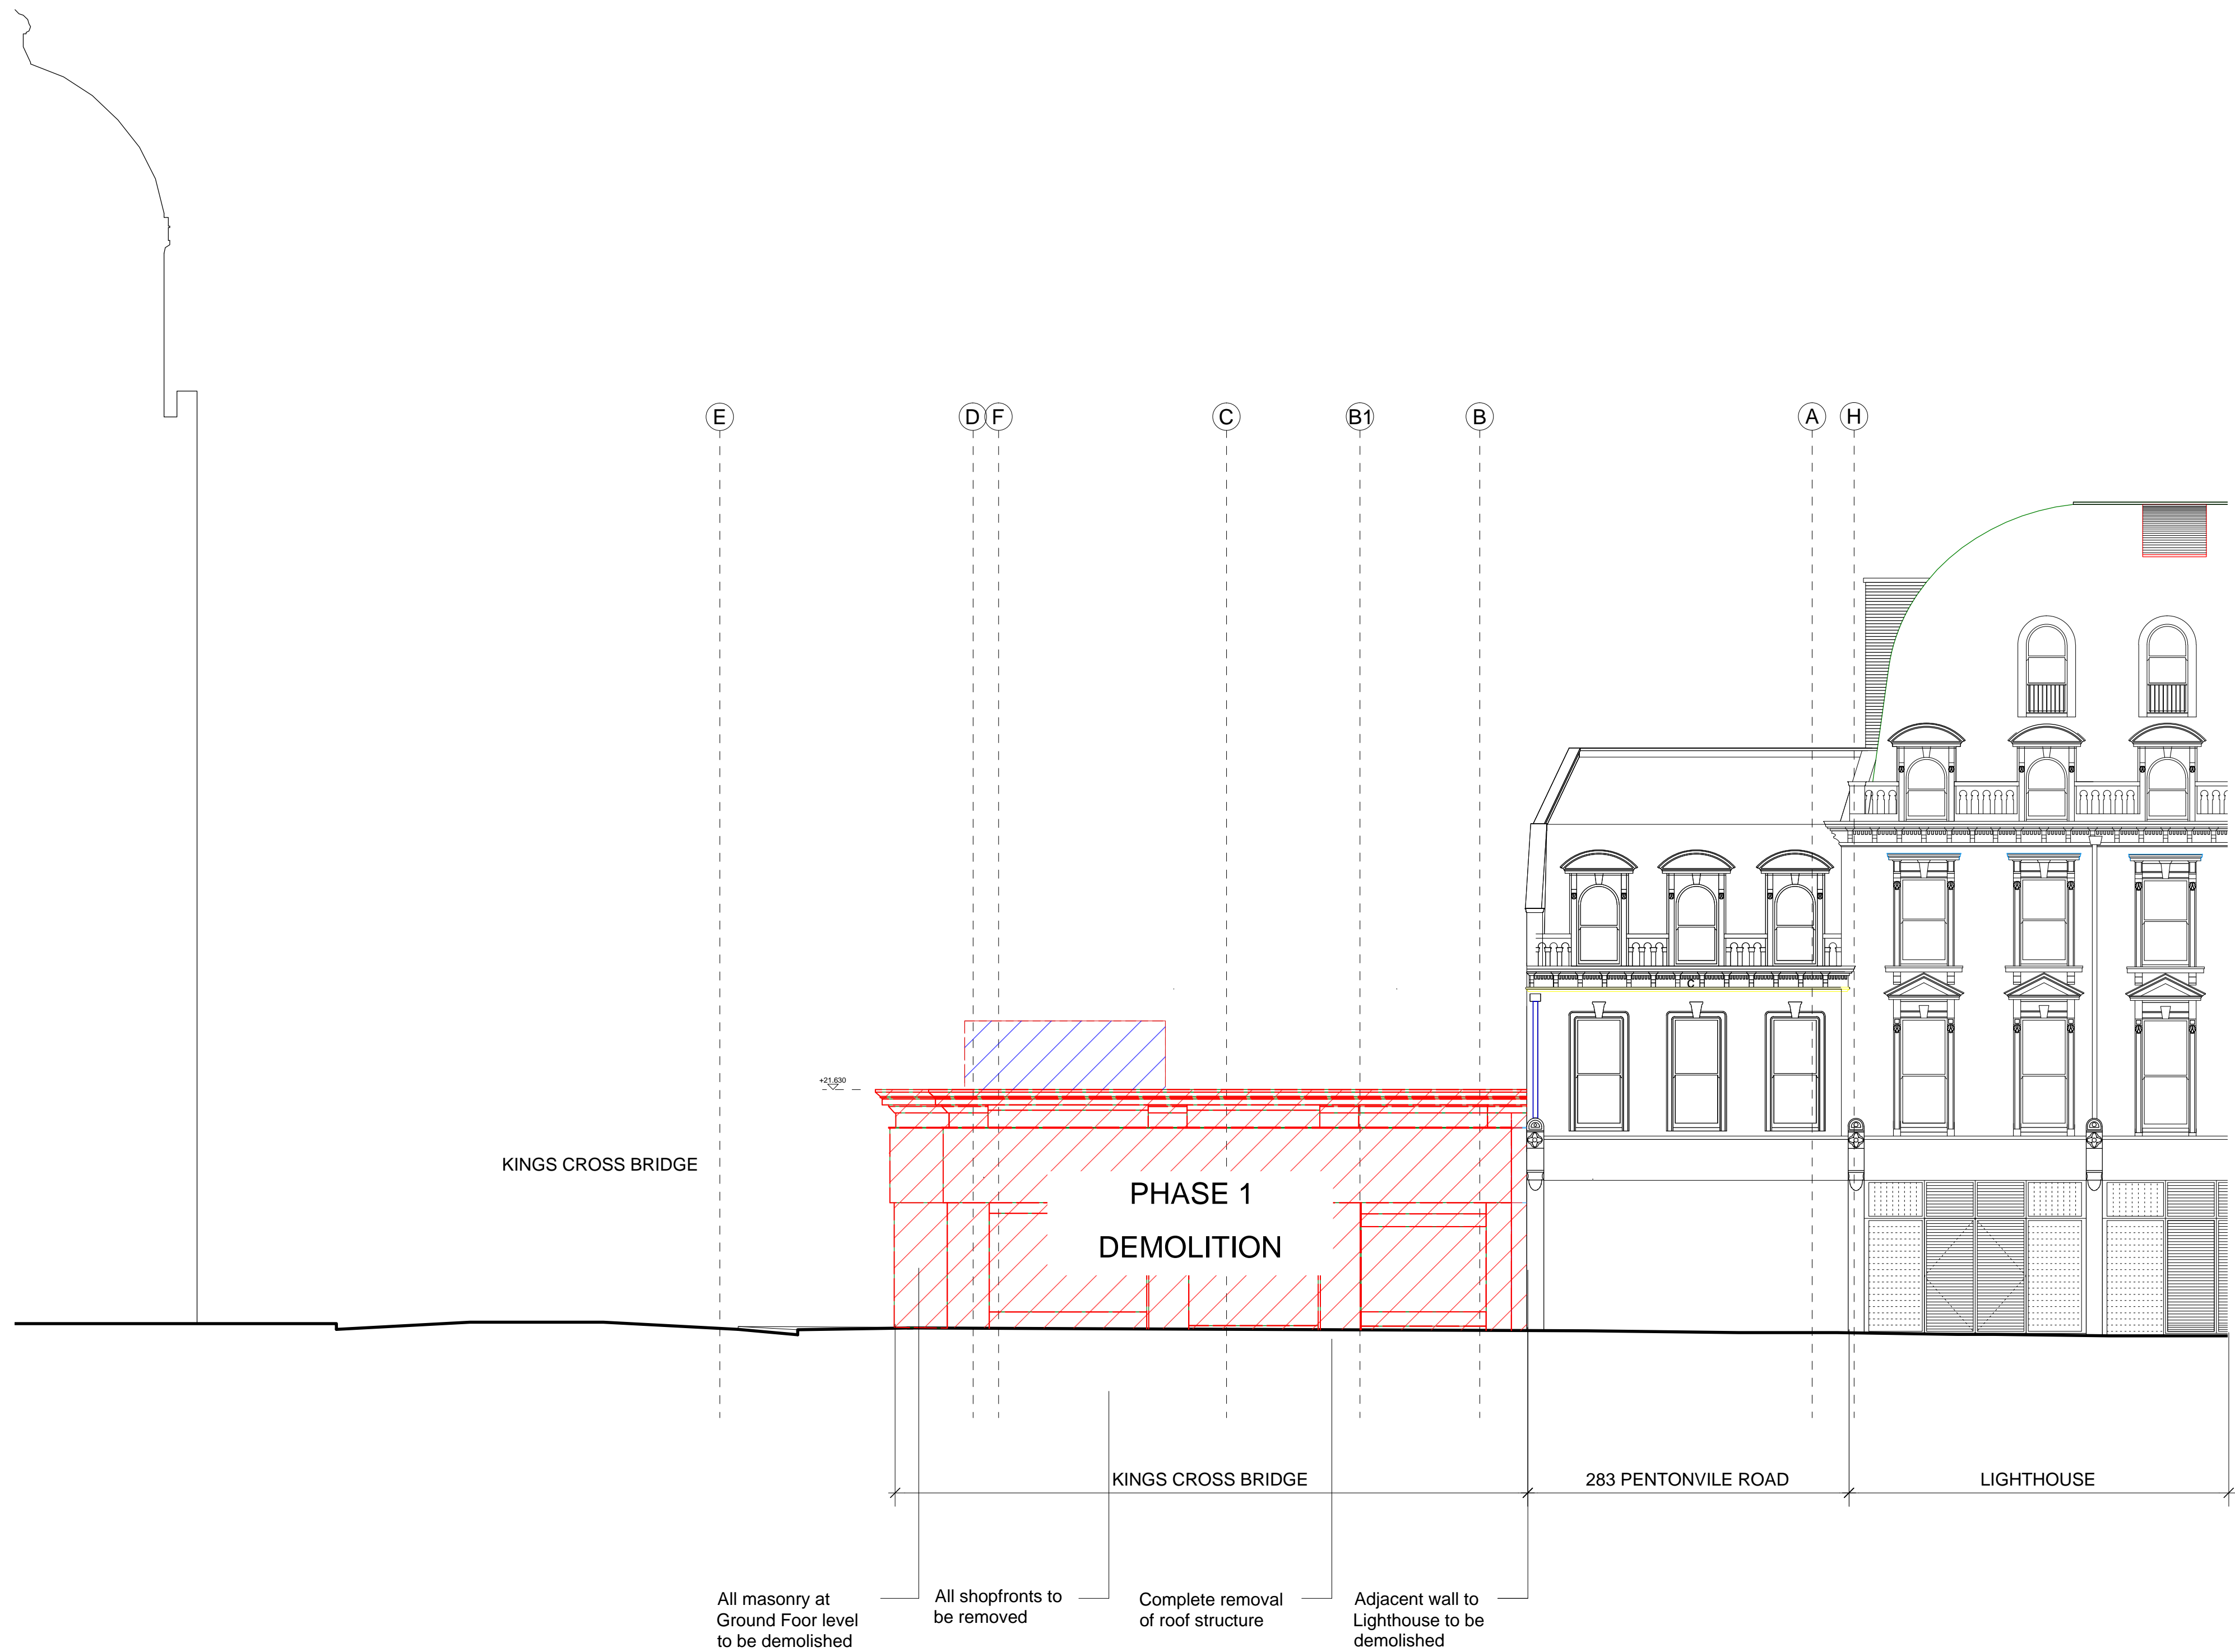 E
D
F
C
B1
B
A
H
C
+21.630
KINGS CROSS BRIDGE
PHASE 1
DEMOLITION
KINGS CROSS BRIDGE
283 PENTONVILE ROAD
LIGHTHOUSE
All masonry at
Ground Foor level
to be demolished
All shopfronts to
be removed
Complete removal
of roof structure
Adjacent wall to
Lighthouse to be
demolished